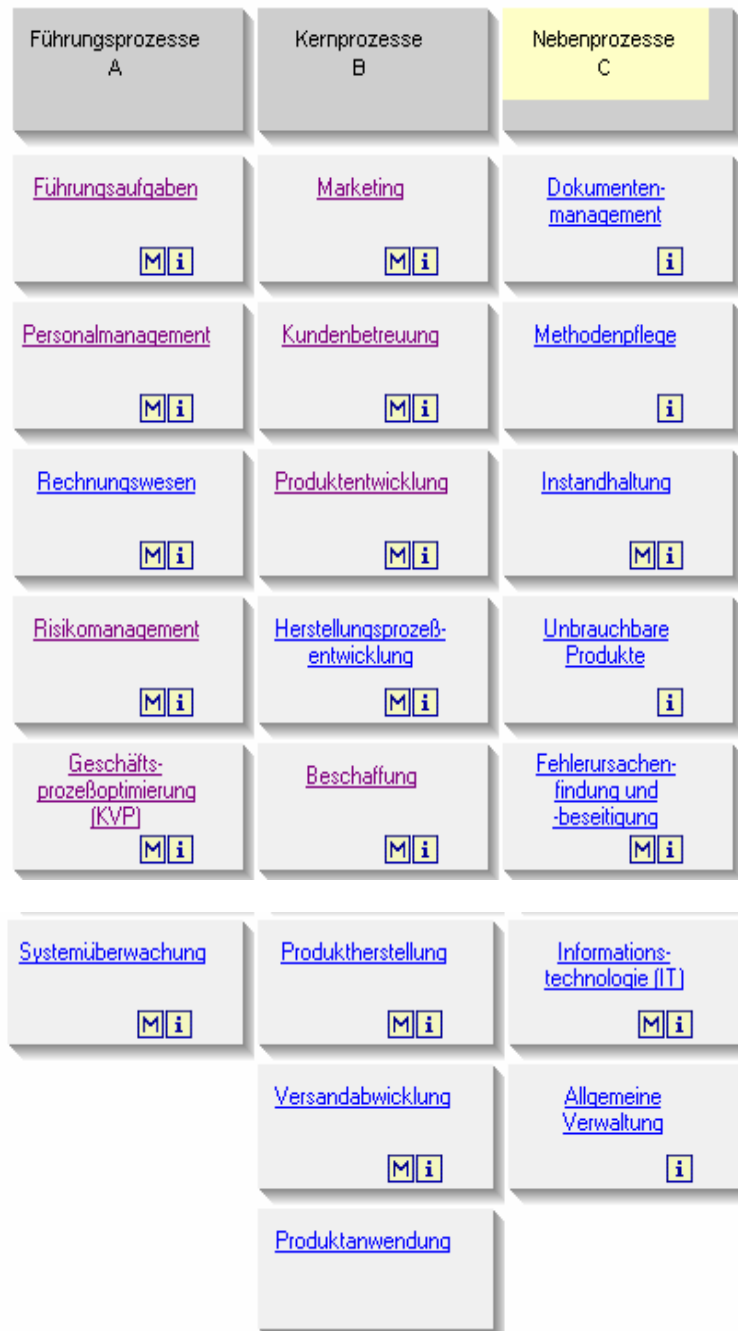 Führungsprozesse
A
Kernprozesse
B
Nebenprozesse
C
Führungsaufgaben
M i
Marketing
M i
Dokumenten-
management
i
Personalmanagement
M i
Kundenbetreuung
M i
Methodenpflege
i
Rechnungswesen
M i
Produktentwicklung
M i
Instandhaltung
M i
Risikomanagement
M i
Herstellungsprozeß-
entwicklung
M i
Unbrauchbare
Produkte
i
Geschäfts-
prozeßoptimierung
(KVP)
M i
Beschaffung
M i
Fehlerursachen-
findung und
-beseitigung
M i
Systemüberwachung
M i
Produktherstellung
M i
Informations-
technologie (IT)
M i
Versandabwicklung
M i
Allgemeine
Verwaltung
i
Produktanwendung